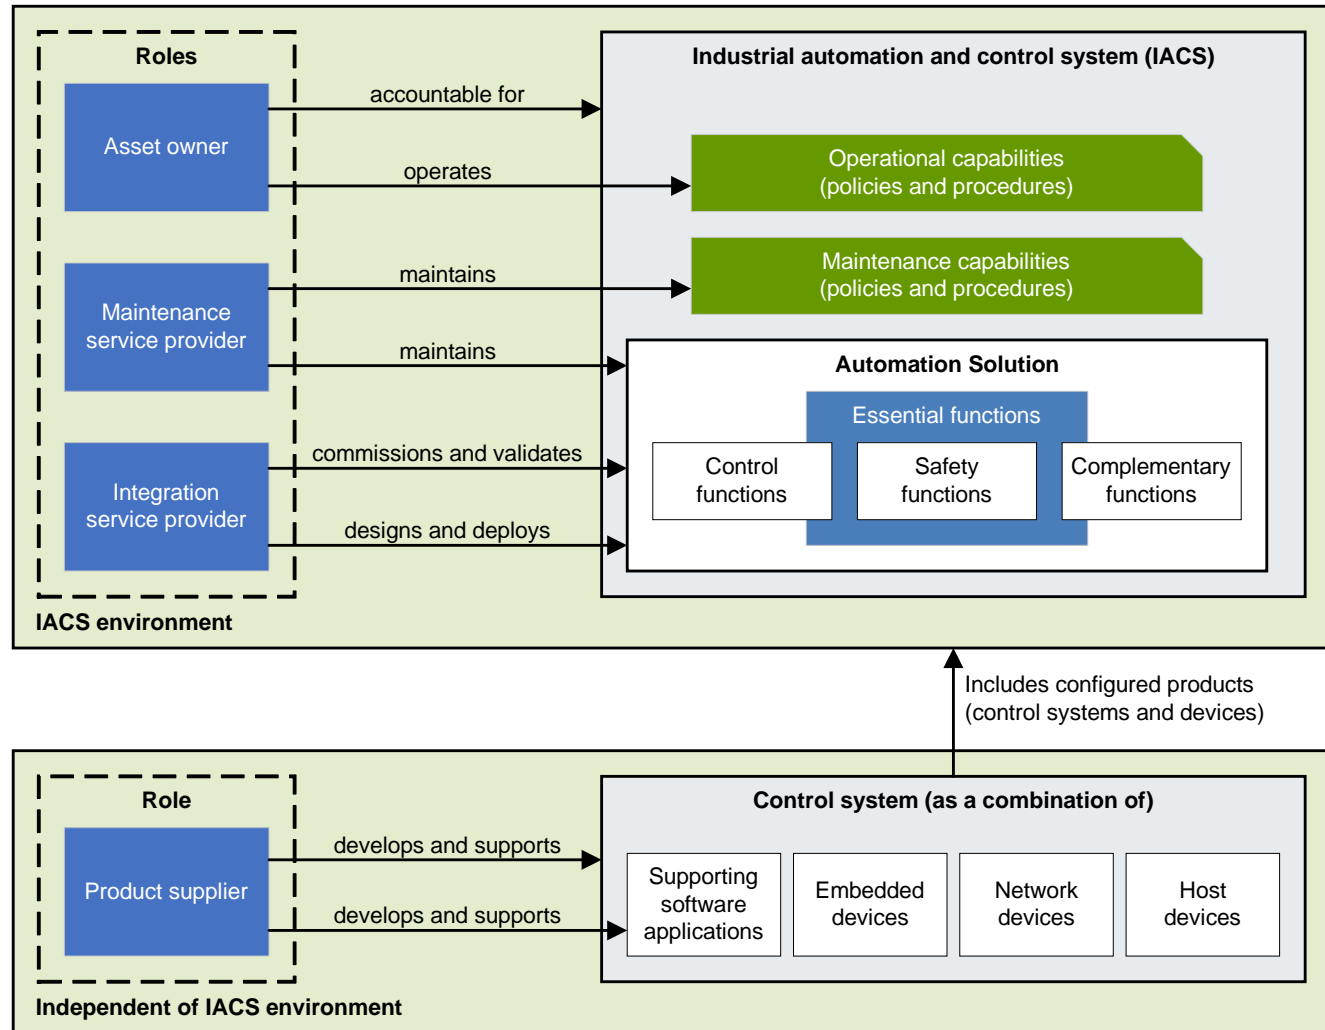 Roles
Industrial automation and control system (IACS)
accountable for
Asset owner
operates
Operational capabilities
(policies and procedures)
maintains
Maintenance capabilities
(policies and procedures)
Maintenance
service provider
maintains
Automation Solution
Essential functions
commissions and validates
Control
functions
Safety
functions
Complementary
functions
Integration
service provider
designs and deploys
IACS environment
Includes configured products
(control systems and devices)
Role
Control system (as a combination of)
develops and supports
Product supplier
develops and supports
Supporting
software
applications
Embedded
devices
Network
devices
Host
devices
Independent of IACS environment